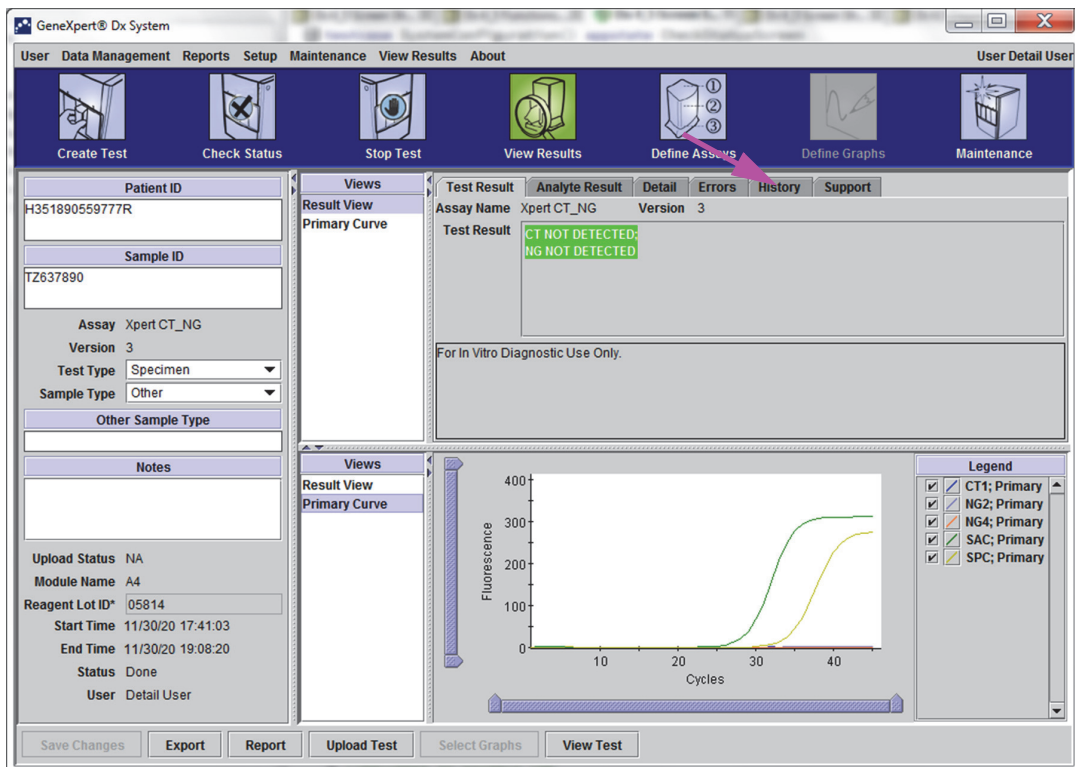 GeneXpert® Dx System
User Data Management Reports Setup Maintenance View Results About User Detail User
Create Test Check Status Stop Test View Results Define Assays Define Graphs Maintenance
Patient ID
H351890559777R
Sample ID
TZ637890
Assay Xpert CT_NG
Version 3
Test Type Specimen
Sample Type Other
Other Sample Type
Notes
Upload Status NA
Module Name A4
Reagent Lot ID* 05814
Start Time 11/30/20 17:41:03
End Time 11/30/20 19:08:20
Status Done
User Detail User
Views
Result View
Primary Curve
Test Result Analyte Result Detail Errors History Support
Assay Name Xpert CT_NG Version 3
Test Result CT NOT DETECTED;
NG NOT DETECTED
For In Vitro Diagnostic Use Only.
Views
Result View
Primary Curve
Fluorescence
400
300
200
100
0
10 20 30 40
Cycles
Legend
CT1; Primary
NG2; Primary
NG4; Primary
SAC; Primary
SPC; Primary
Save Changes Export Report Upload Test Select Graphs View Test